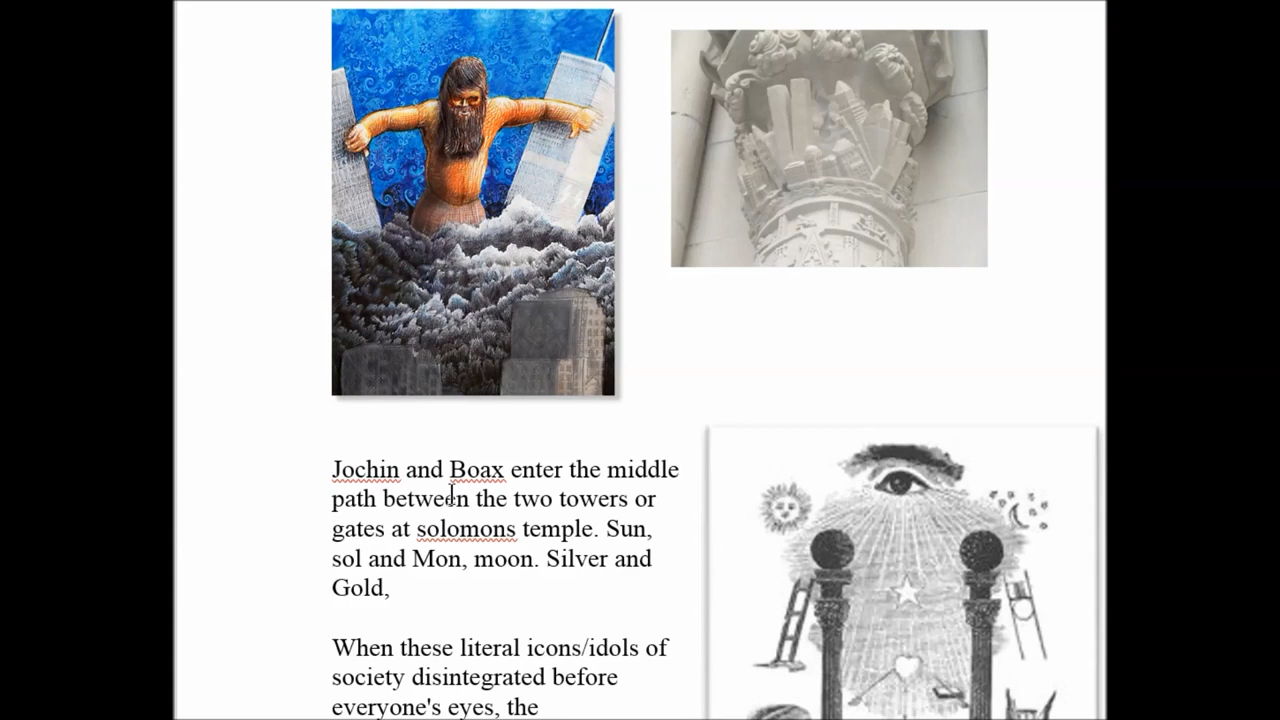 Jochin and Boax enter the middle
path between the two towers or
gates at solomons temple. Sun,
sol and Mon, moon. Silver and
Gold,
When these literal icons/idols of
society disintegrated before
everyone's eyes, the